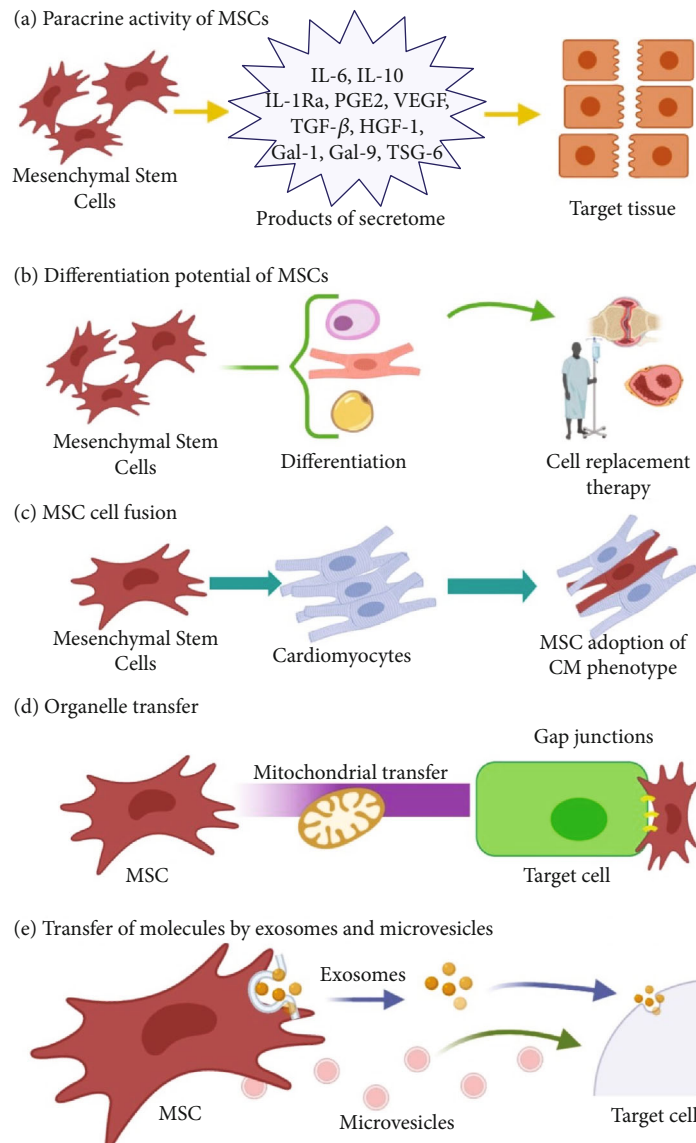 (a) Paracrine activity of MSCs
IL-6, IL-10
IL-1Ra, PGE2, VEGF,
TGF-β, HGF-1,
Gal-1, Gal-9, TSG-6
Mesenchymal Stem
Cells
Products of secretome
Target tissue
(b) Differentiation potential of MSCs
Mesenchymal Stem
Cells
Differentiation
Cell replacement
therapy
(c) MSC cell fusion
Mesenchymal Stem
Cells
Cardiomyocytes
MSC adoption of
CM phenotype
(d) Organelle transfer
Gap junctions
Mitochondrial transfer
MSC
Target cell
(e) Transfer of molecules by exosomes and microvesicles
Exosomes
MSC
Microvesicles
Target cell